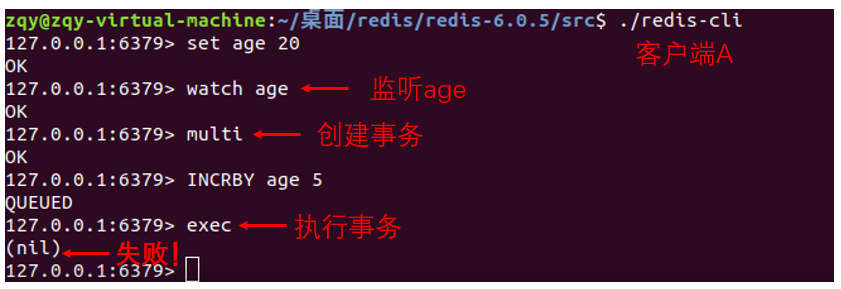 zqy@zqy-virtual-machine:~/桌面/redis/redis-6.0.5/src$ ./redis-cli
127.0.0.1:6379> set age 20
客户端A
OK
127.0.0.1:6379> watch age
监听age
OK
127.0.0.1:6379> multi
创建事务
OK
127.0.0.1:6379> INCRBY age 5
QUEUED
127.0.0.1:6379> exec
执行事务
(nil)
失败!
127.0.0.1:6379>